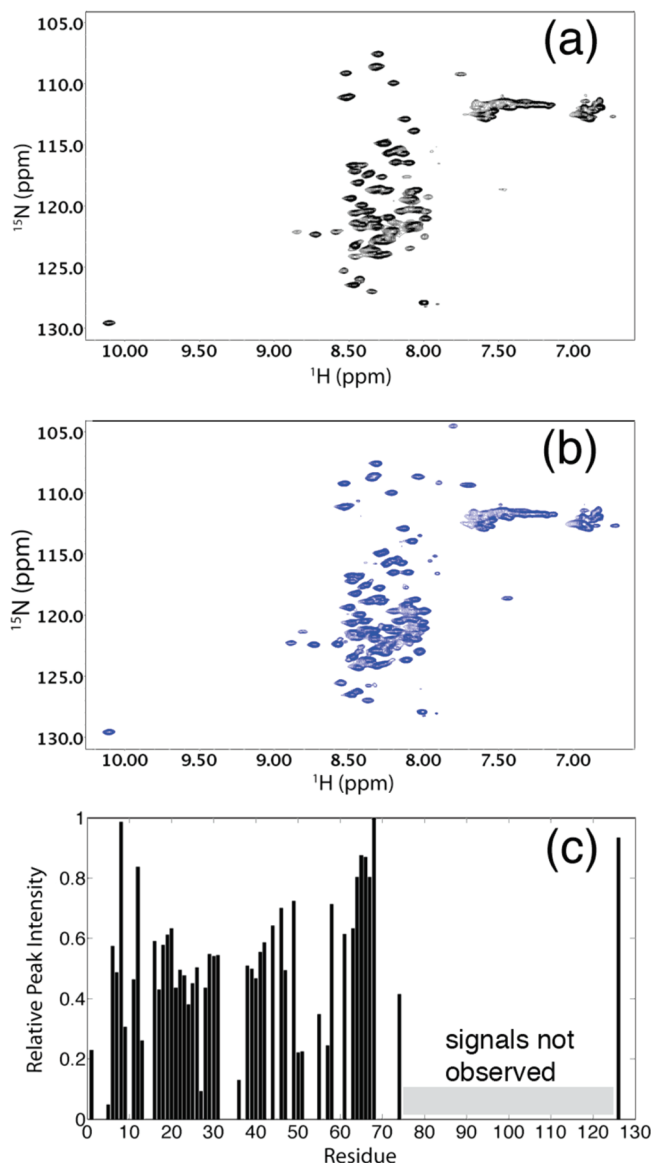 (a)
105.0
110.0
115.0
120.0
125.0
130.0
15N (ppm)
10.00 9.50 9.00 8.50 8.00 7.50 7.00
1H (ppm)
(b)
105.0
110.0
115.0
120.0
125.0
130.0
15N (ppm)
10.00 9.50 9.00 8.50 8.00 7.50 7.00
1H (ppm)
(c)
1
0.8
0.6
0.4
0.2
0
Relative Peak Intensity
signals not
observed
0 10 20 30 40 50 60 70 80 90 100 110 120 130
Residue